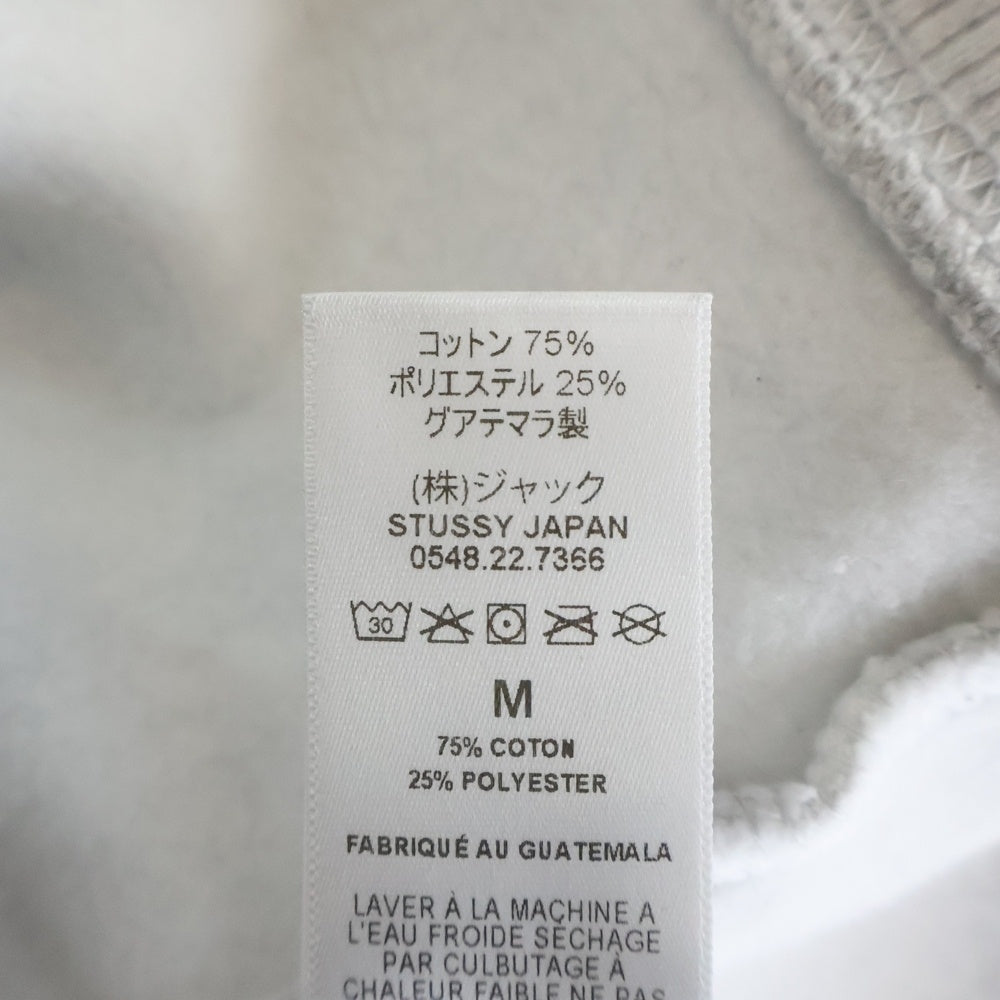 コットン 75%
ポリエステル 25%
グアテマラ製
(株)ジャック
STUSSY JAPAN
0548.22.7366
30
M
75% COTON
25% POLYESTER
FABRIQUÉ AU GUATEMALA
LAVER À LA MACHINE A
L'EAU FROIDE SECHAGE
PAR CULBUTAGE À
CHALEUR FAIBLE NE PAS